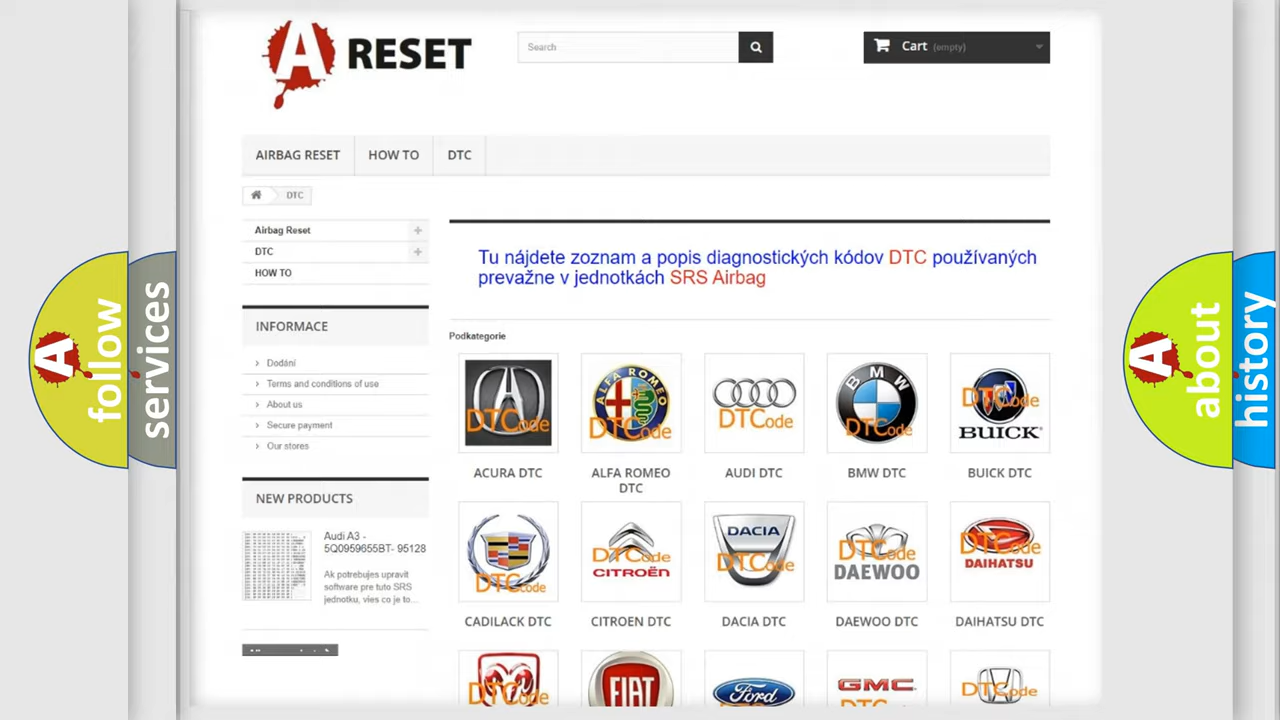 A RESET
Search
Cart (empty)
AIRBAG RESET
HOW TO
DTC
DTC
Airbag Reset
DTC
HOW TO
INFORMACE
Dodání
Terms and conditions of use
About us
Secure payment
Our stores
NEW PRODUCTS
Audi A3 -
5Q0959655BT- 95128
Ak potrebujes upravit
software pre tuto SRS
jednotku, vies co je to...
Tu nájdete zoznam a popis diagnostických kódov DTC používaných
prevažne v jednotkách SRS Airbag
Podkategorie
DTCode
ACURA DTC
ALFA ROMEO
DTCode
ALFA ROMEO
DTC
DTCode
AUDI DTC
BMW
DTCode
BMW DTC
DTCode
BUICK
BUICK DTC
DTCode
CADILACK DTC
DTCode
CITROËN
CITROEN DTC
DACIA
DTCode
DACIA DTC
DTCode
DAEWOO
DAEWOO DTC
DTCode
DAIHATSU
DAIHATSU DTC
DTCode
FIAT
Ford
GMC
DTCode
A follow
services
A about
history